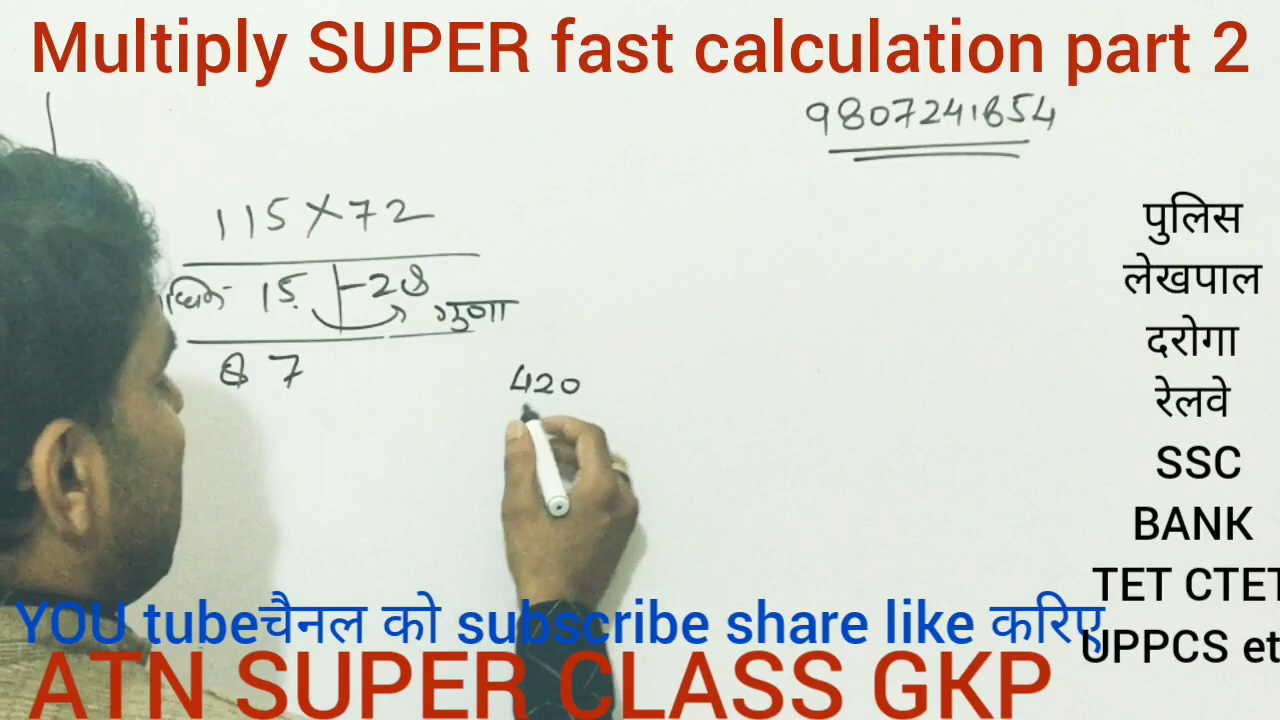 Multiply SUPER fast calculation part 2
9807241654
115×72
धिक 15 -28
गुणा
87
420
पुलिस
लेखपाल
दरोगा
रेलवे
SSC
BANK
TET CTET
UPPCS et
YOU tubeचैनल को subscribe share like करिए
ATN SUPER CLASS GKP